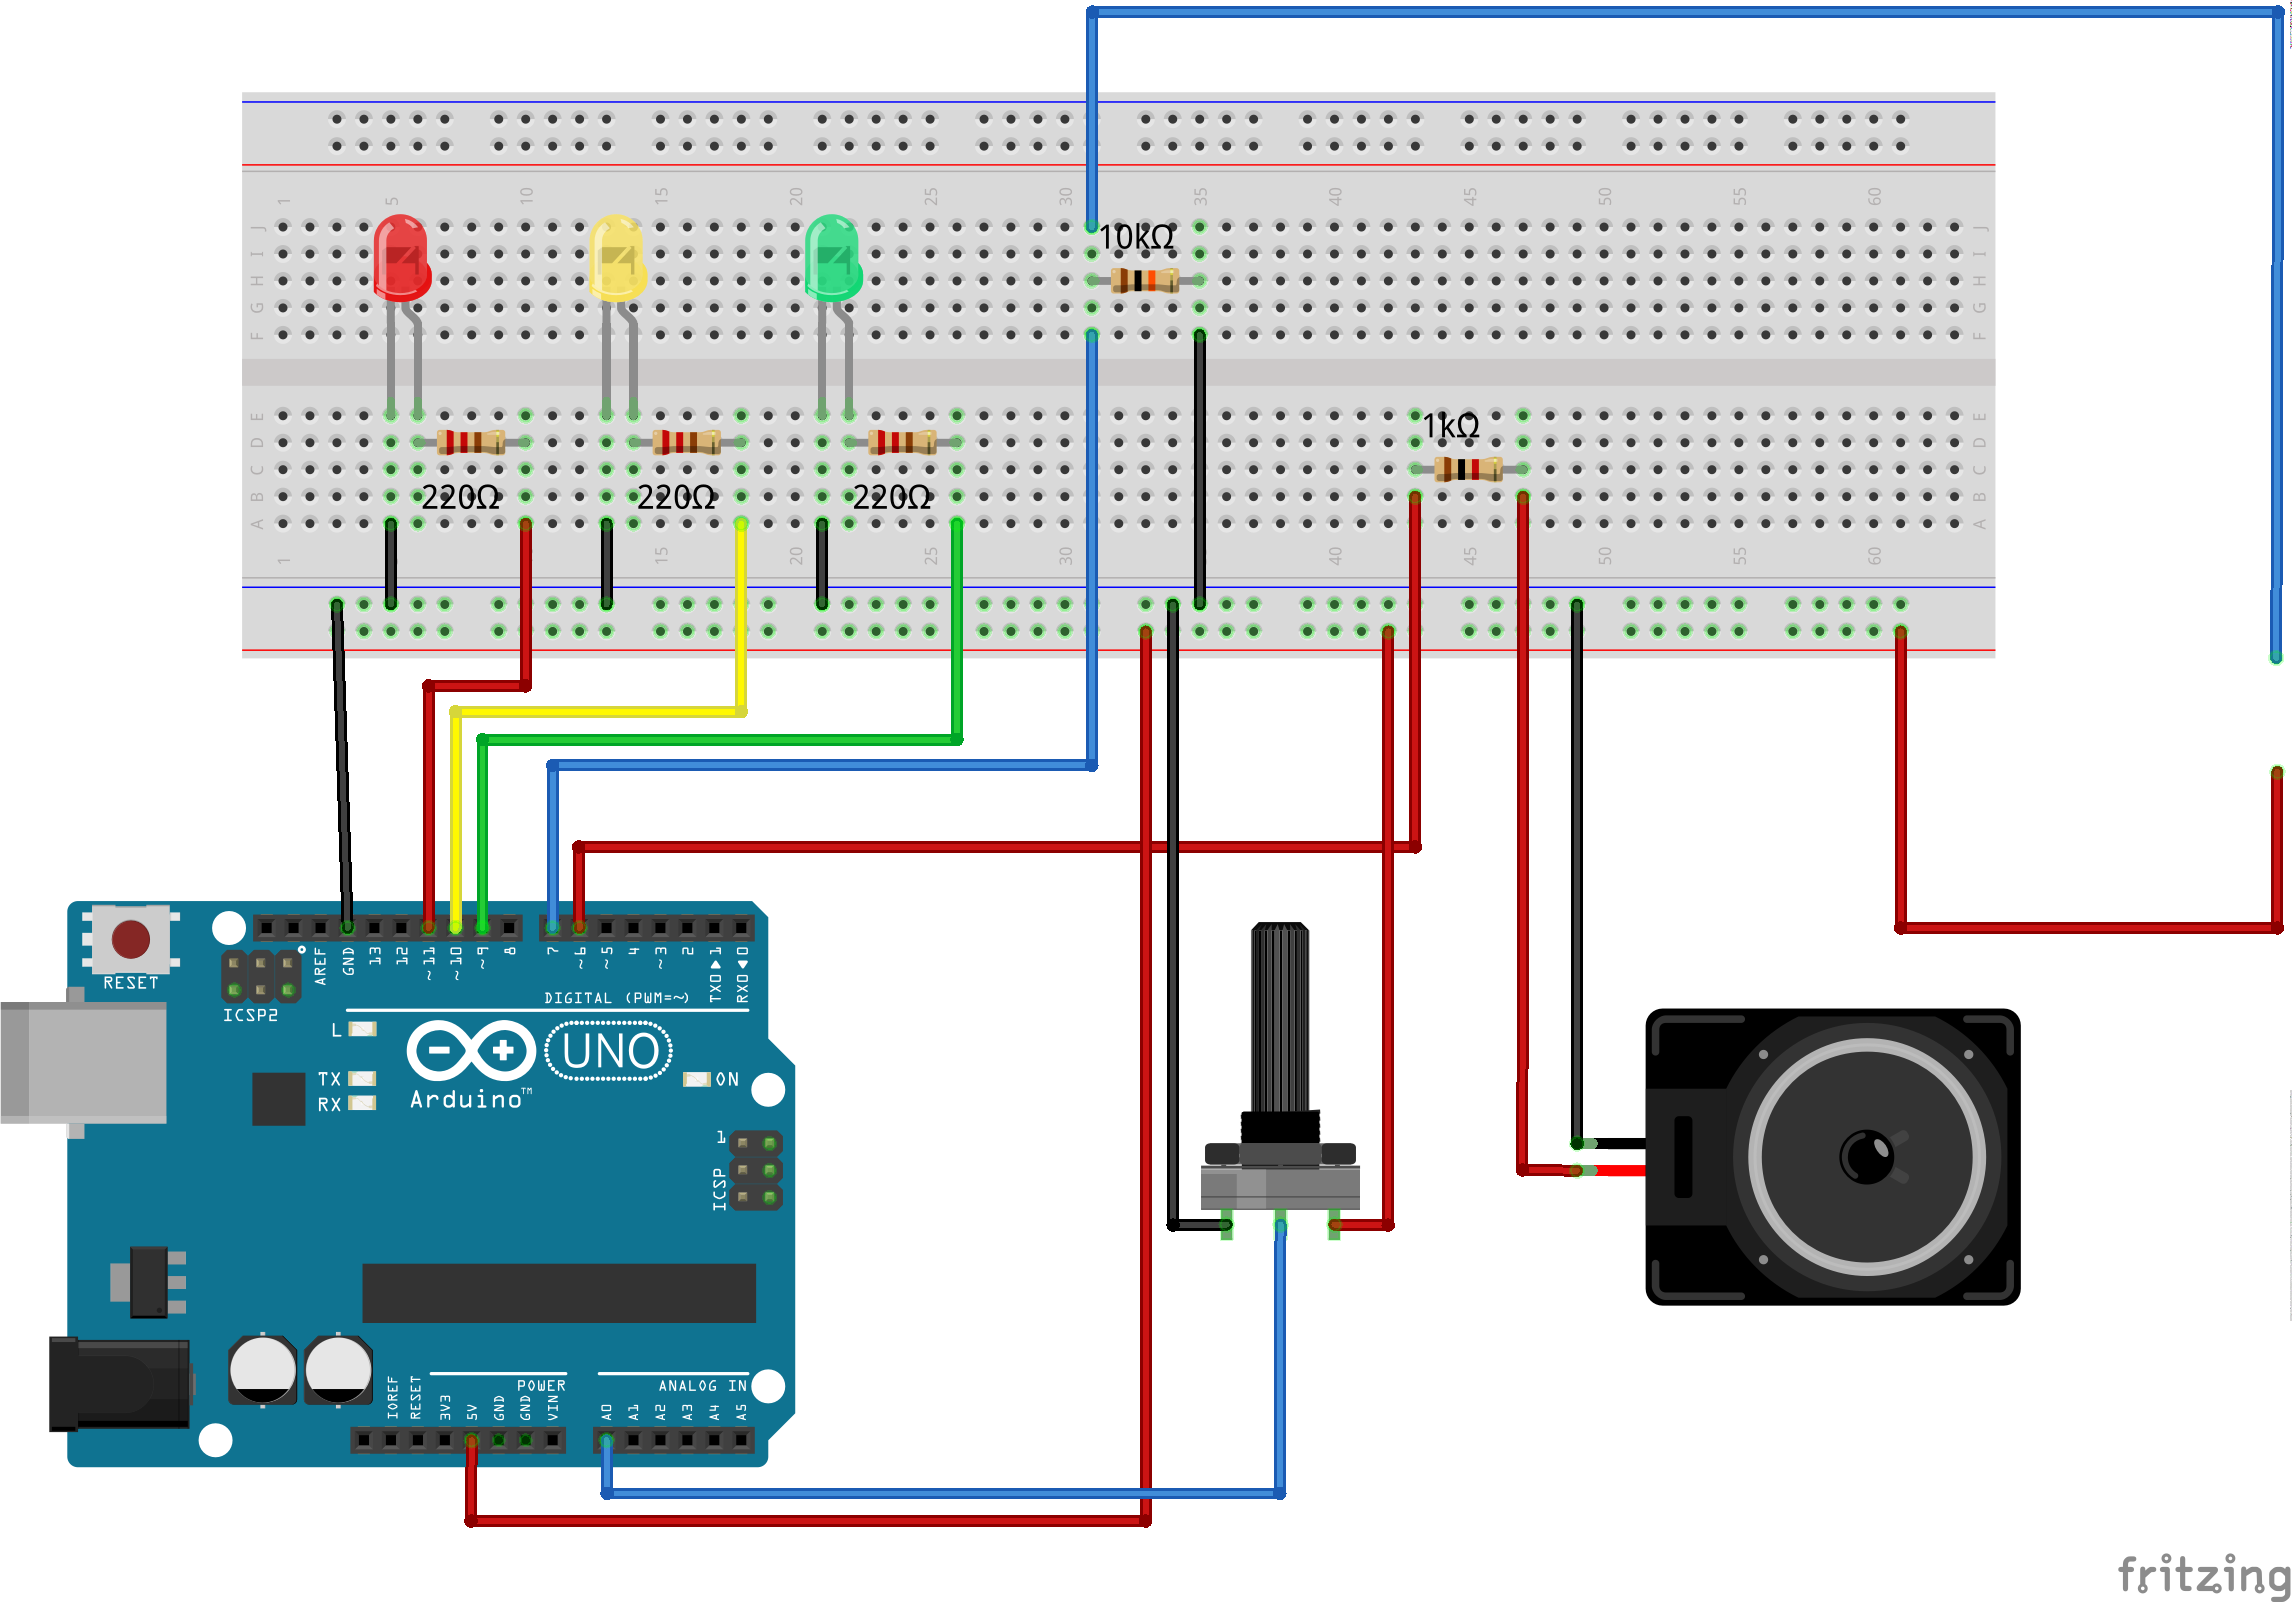 1 5 10 15 20 25 30 35 40 45 50 55 60
J J
I I
H H
G G
F F
10kΩ
E E
D D
C C
B B
A A
1kΩ
220Ω 220Ω 220Ω
1 15 20 25 30 40 45 50 55 60
RESET
ICSP2
AREF GND 13 12 ~11 ~10 ~9 8 7 ~6 ~5 4 ~3 2 TX0▶1 RX0◀0
DIGITAL (PWM=~)
L
TX
RX
UNO
Arduino™
ON
1
ICSP
IOREF RESET 3V3 5V GND GND VIN
POWER
A0 A1 A2 A3 A4 A5
ANALOG IN
fritzing